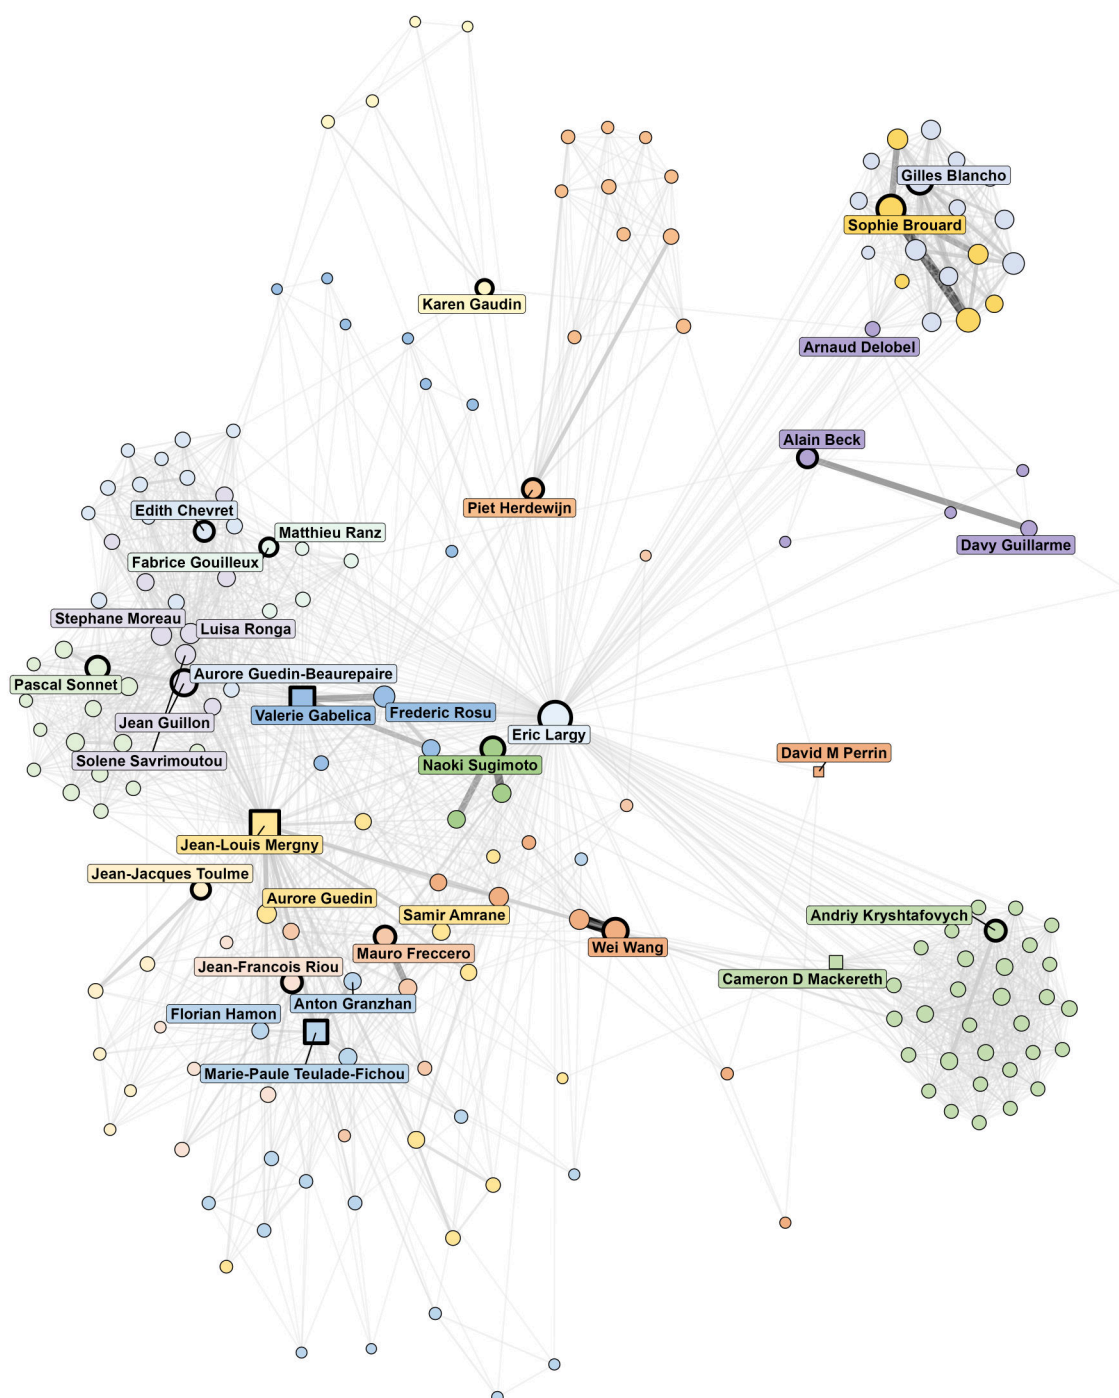 Gilles Blancho
Sophie Brouard
Karen Gaudin
Arnaud Delobel
Alain Beck
Piet Herdewijn
Edith Chevret
Matthieu Ranz
Davy Guillarme
Fabrice Gouilleux
Stephane Moreau
Luisa Ronga
Aurore Guedin-Beaurepaire
Pascal Sonnet
Valerie Gabelica
Frederic Rosu
Jean Guillon
Eric Largy
Solene Savrimoutou
Naoki Sugimoto
David M Perrin
Jean-Louis Mergny
Jean-Jacques Toulme
Aurore Guedin
Samir Amrane
Andriy Kryshtafovych
Wei Wang
Mauro Freccero
Jean-Francois Riou
Cameron D Mackereth
Anton Granzhan
Florian Hamon
Marie-Paule Teulade-Fichou